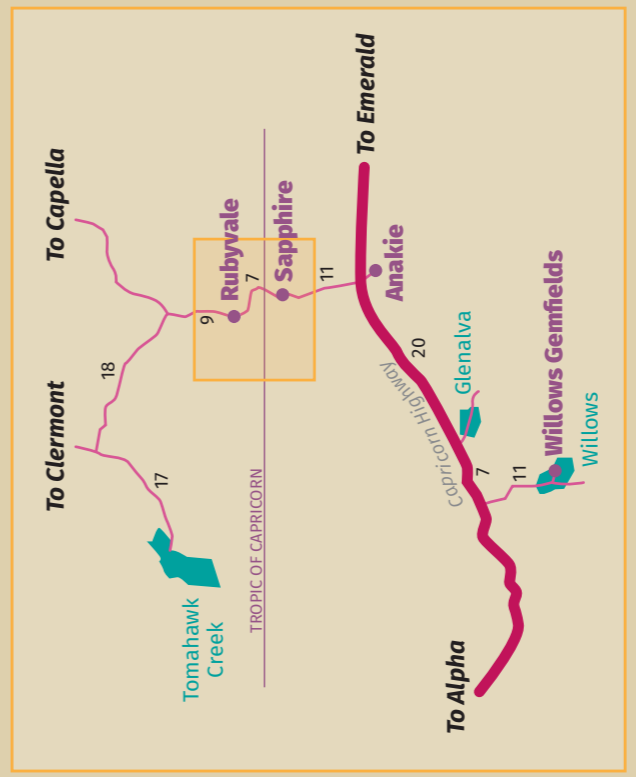 To Clermont
To Capella
18
17
9
Rubyvale
7
Sapphire
Tomahawk
Creek
TROPIC OF CAPRICORN
11
To Emerald
Anakie
20
Capricorn Highway
Glenalva
7
11
Willows Gemfields
Willows
To Alpha